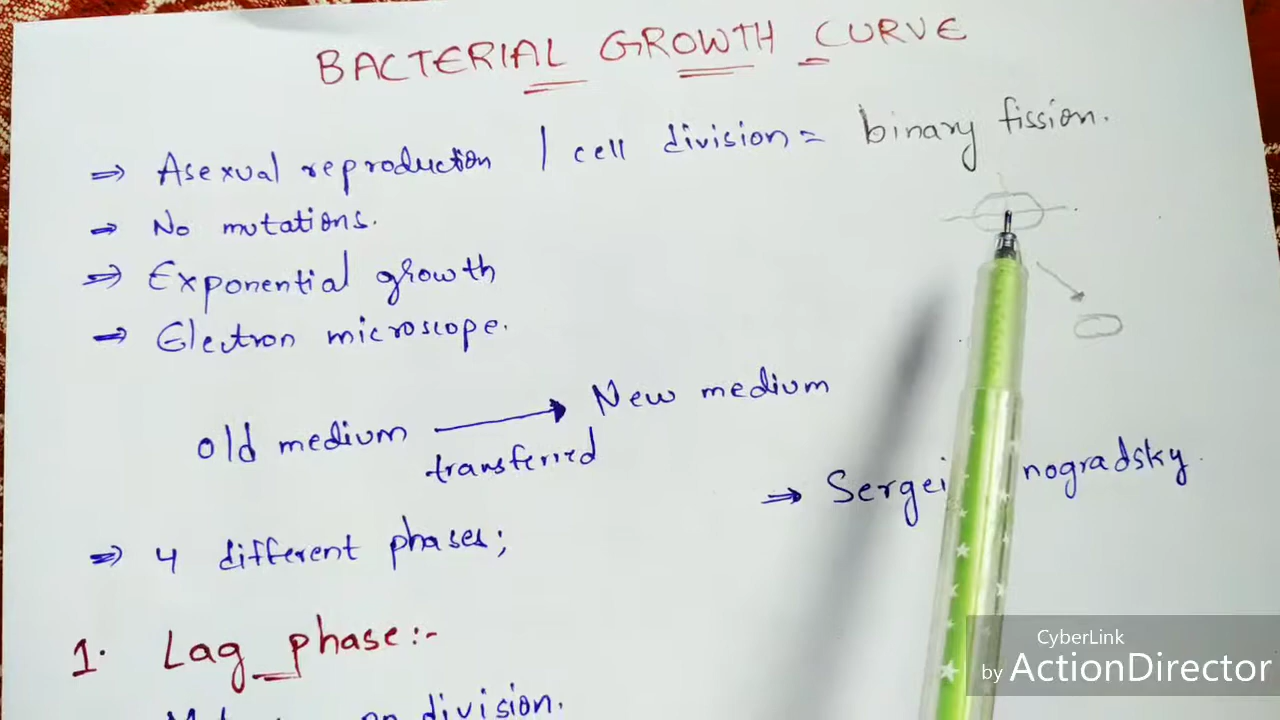 BACTERIAL GROWTH CURVE
⇒ Asexual reproduction / cell division = binary fission.
⇒ No mutations.
⇒ Exponential growth
⇒ Electron microscope.
old medium → New medium
transferred
⇒ Sergei nogradsky
⇒ 4 different phases;
1. Lag phase:-
division.
CyberLink
by ActionDirector